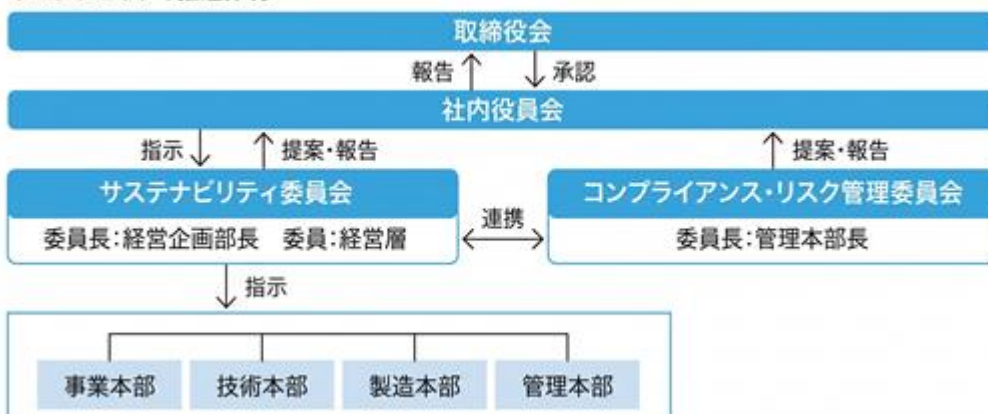 取締役会
報告 承認
社内役員会
指示 提案・報告 提案・報告
サステナビリティ委員会 コンプライアンス・リスク管理委員会
委員長:経営企画部長 委員:経営層 連携 委員長:管理本部長
指示
事業本部 技術本部 製造本部 管理本部